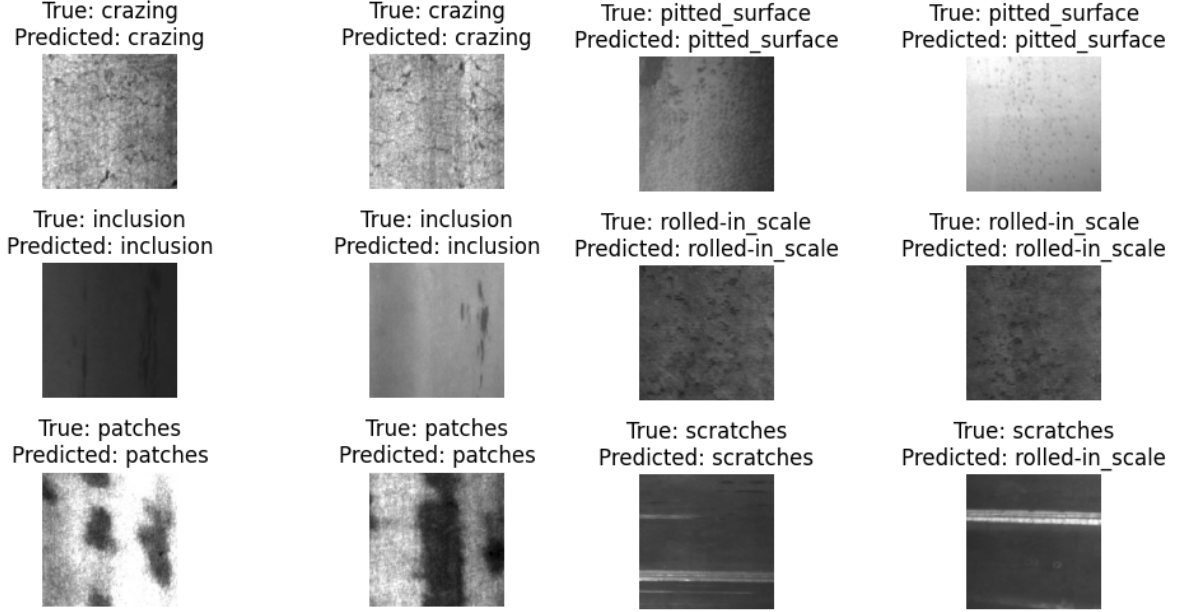 True: crazing
Predicted: crazing
True: crazing
Predicted: crazing
True: pitted_surface
Predicted: pitted_surface
True: pitted_surface
Predicted: pitted_surface
True: inclusion
Predicted: inclusion
True: inclusion
Predicted: inclusion
True: rolled-in_scale
Predicted: rolled-in_scale
True: rolled-in_scale
Predicted: rolled-in_scale
True: patches
Predicted: patches
True: patches
Predicted: patches
True: scratches
Predicted: scratches
True: scratches
Predicted: rolled-in_scale